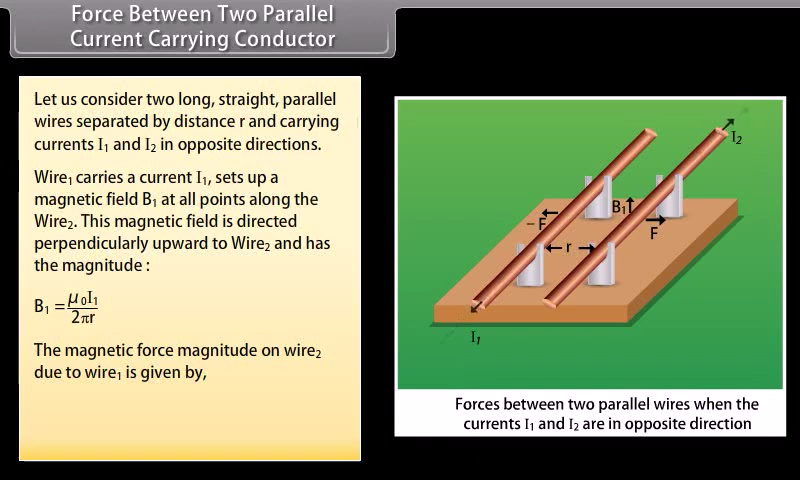 Force Between Two Parallel
Current Carrying Conductor
Let us consider two long, straight, parallel
wires separated by distance r and carrying
currents I₁ and I₂ in opposite directions.
Wire₁ carries a current I₁, sets up a
magnetic field B₁ at all points along the
Wire₂. This magnetic field is directed
perpendicularly upward to Wire₂ and has
the magnitude :
B₁ = μ₀I₁ / 2πr
The magnetic force magnitude on wire₂
due to wire₁ is given by,
I₂
B₁
– F
F
r
I₁
Forces between two parallel wires when the
currents I₁ and I₂ are in opposite direction